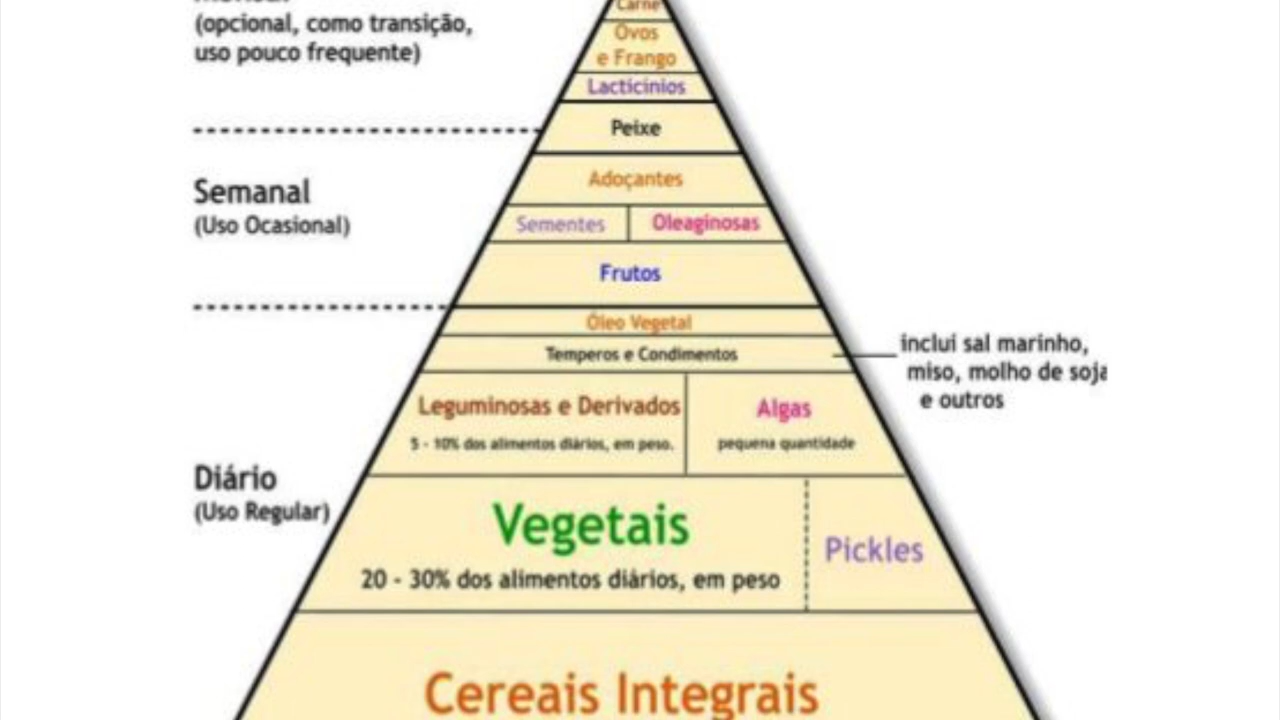 Carne
(opcional, como transição,
uso pouco frequente)
Ovos
e Frango
Lacticínios
Peixe
Semanal
(Uso Ocasional)
Adoçantes
Sementes
Oleaginosas
Frutos
Óleo Vegetal
Temperos e Condimentos
inclui sal marinho,
miso, molho de soja
e outros
Leguminosas e Derivados
5 - 10% dos alimentos diários, em peso.
Algas
pequena quantidade
Diário
(Uso Regular)
Vegetais
20 - 30% dos alimentos diários, em peso
Pickles
Cereais Integrais